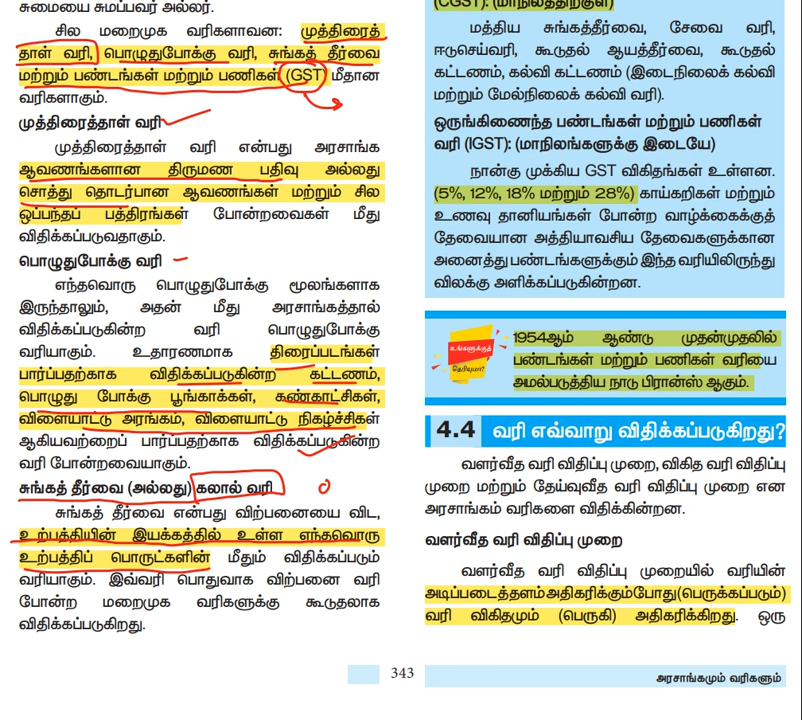 சுமையை சுமப்பவர் அல்லர்.
சில மறைமுக வரிகளாவன: முத்திரைத்
தாள் வரி, பொழுதுபோக்கு வரி, சுங்கத் தீர்வை
மற்றும் பண்டங்கள் மற்றும் பணிகள் (GST) மீதான
வரிகளாகும்.
முத்திரைத்தாள் வரி
முத்திரைத்தாள் வரி என்பது அரசாங்க
ஆவணங்களான திருமண பதிவு அல்லது
சொத்து தொடர்பான ஆவணங்கள் மற்றும் சில
ஒப்பந்தப் பத்திரங்கள் போன்றவைகள் மீது
விதிக்கப்படுவதாகும்.
பொழுதுபோக்கு வரி
எந்தவொரு பொழுதுபோக்கு மூலங்களாக
இருந்தாலும், அதன் மீது அரசாங்கத்தால்
விதிக்கப்படுகின்ற வரி பொழுதுபோக்கு
வரியாகும். உதாரணமாக திரைப்படங்கள்
பார்ப்பதற்காக விதிக்கப்படுகின்ற கட்டணம்,
பொழுது போக்கு பூங்காக்கள், கண்காட்சிகள்,
விளையாட்டு அரங்கம், விளையாட்டு நிகழ்ச்சிகள்
ஆகியவற்றைப் பார்ப்பதற்காக விதிக்கப்படுகின்ற
வரி போன்றவையாகும்.
சுங்கத் தீர்வை (அல்லது) கலால் வரி
சுங்கத் தீர்வை என்பது விற்பனையை விட,
உற்பத்தியின் இயக்கத்தில் உள்ள எந்தவொரு
உற்பத்திப் பொருட்களின் மீதும் விதிக்கப்படும்
வரியாகும். இவ்வரி பொதுவாக விற்பனை வரி
போன்ற மறைமுக வரிகளுக்கு கூடுதலாக
விதிக்கப்படுகிறது.
(CGST): (மாநிலத்திற்குள்)
மத்திய சுங்கத்தீர்வை, சேவை வரி,
ஈடுசெய்வரி, கூடுதல் ஆயத்தீர்வை, கூடுதல்
கட்டணம், கல்வி கட்டணம் (இடைநிலைக் கல்வி
மற்றும் மேல்நிலைக் கல்வி வரி).
ஒருங்கிணைந்த பண்டங்கள் மற்றும் பணிகள்
வரி (IGST): (மாநிலங்களுக்கு இடையே)
நான்கு முக்கிய GST விகிதங்கள் உள்ளன.
(5%, 12%, 18% மற்றும் 28%) காய்கறிகள் மற்றும்
உணவு தானியங்கள் போன்ற வாழ்க்கைக்குத்
தேவையான அத்தியாவசிய தேவைகளுக்கான
அனைத்து பண்டங்களுக்கும் இந்த வரியிலிருந்து
விலக்கு அளிக்கப்படுகின்றன.
உங்களுக்குத்
தெரியுமா?
1954ஆம் ஆண்டு முதன்முதலில்
பண்டங்கள் மற்றும் பணிகள் வரியை
அமல்படுத்திய நாடு பிரான்ஸ் ஆகும்.
4.4 வரி எவ்வாறு விதிக்கப்படுகிறது?
வளர்வீத வரி விதிப்பு முறை, விகித வரி விதிப்பு
முறை மற்றும் தேய்வுவீத வரி விதிப்பு முறை என
அரசாங்கம் வரிகளை விதிக்கின்றன.
வளர்வீத வரி விதிப்பு முறை
வளர்வீத வரி விதிப்பு முறையில் வரியின்
அடிப்படைத்தளம்அதிகரிக்கும்போது(பெருக்கப்படும்)
வரி விகிதமும் (பெருகி) அதிகரிக்கிறது. ஒரு
343
அரசாங்கமும் வரிகளும்